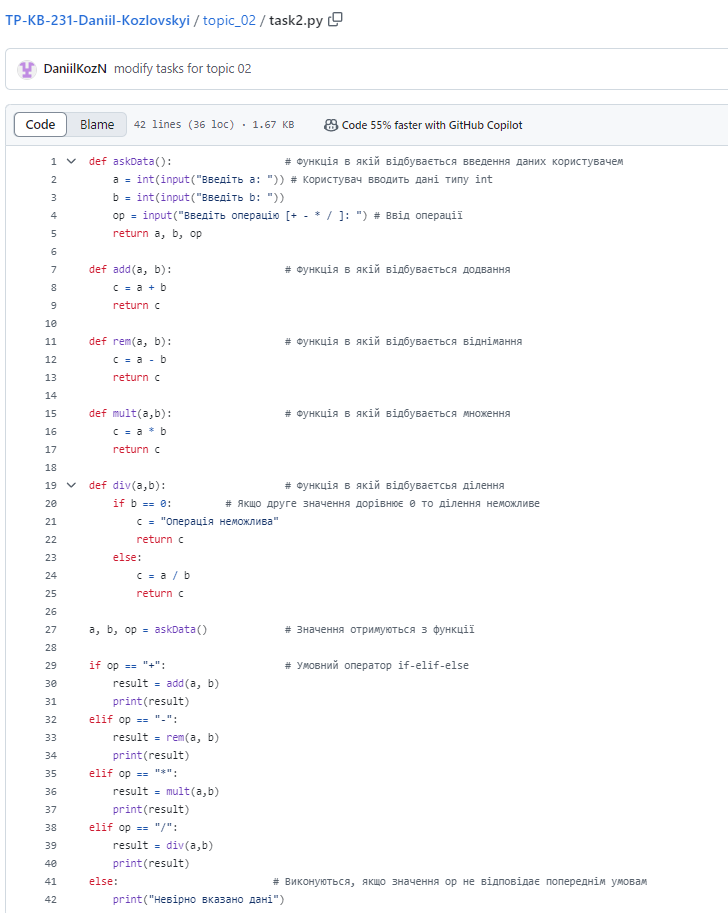 TP-KB-231-Daniil-Kozlovskyi / topic_02 / task2.py
DaniilKozN modify tasks for topic 02
Code Blame 42 lines (36 loc) · 1.67 KB Code 55% faster with GitHub Copilot
1 def askData(): # Функція в якій відбувається введення даних користувачем
2 a = int(input("Введіть a: ")) # Користувач вводить дані типу int
3 b = int(input("Введіть b: "))
4 op = input("Введіть операцію [+ - * / ]: ") # Ввід операції
5 return a, b, op
6
7 def add(a, b): # Функція в якій відбувається додвання
8 c = a + b
9 return c
10
11 def rem(a, b): # Функція в якій відбувається віднімання
12 c = a - b
13 return c
14
15 def mult(a,b): # Функція в якій відбувається множення
16 c = a * b
17 return c
18
19 def div(a,b): # Функція в якій відбуваєтсья ділення
20 if b == 0: # Якщо друге значення дорівнює 0 то ділення неможливе
21 c = "Операція неможлива"
22 return c
23 else:
24 c = a / b
25 return c
26
27 a, b, op = askData() # Значення отримуються з функції
28
29 if op == "+": # Умовний оператор if-elif-else
30 result = add(a, b)
31 print(result)
32 elif op == "-":
33 result = rem(a, b)
34 print(result)
35 elif op == "*":
36 result = mult(a,b)
37 print(result)
38 elif op == "/":
39 result = div(a,b)
40 print(result)
41 else: # Виконуються, якщо значення op не відповідає попереднім умовам
42 print("Невірно вказано дані")